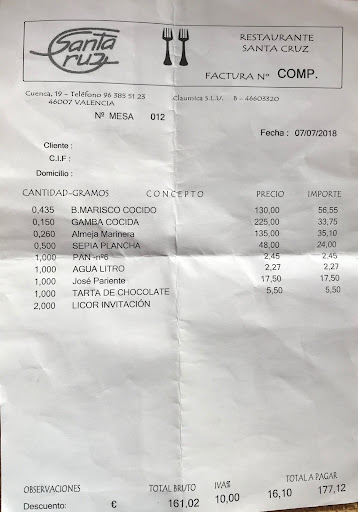 Santa
Cruz
RESTAURANTE
SANTA CRUZ
FACTURA Nº COMP.
Cuenca, 19 - Teléfono 96 385 51 23
46007 VALENCIA
Claumica S.L.U. B - 46603320
Nº MESA 012
Fecha : 07/07/2018
Cliente :
C.I.F :
Domicilio :
CANTIDAD-GRAMOS CONCEPTO PRECIO IMPORTE
0,435 B.MARISCO COCIDO 130,00 56,55
0,150 GAMBA COCIDA 225,00 33,75
0,260 Almeja Marinera 135,00 35,10
0,500 SEPIA PLANCHA 48,00 24,00
1,000 PAN -nº6 2,45 2,45
1,000 AGUA LITRO 2,27 2,27
1,000 José Pariente 17,50 17,50
1,000 TARTA DE CHOCOLATE 5,50 5,50
2,000 LICOR INVITACIÓN
OBSERVACIONES TOTAL BRUTO IVA% TOTAL A PAGAR
Descuento: € 161,02 10,00 16,10 177,12